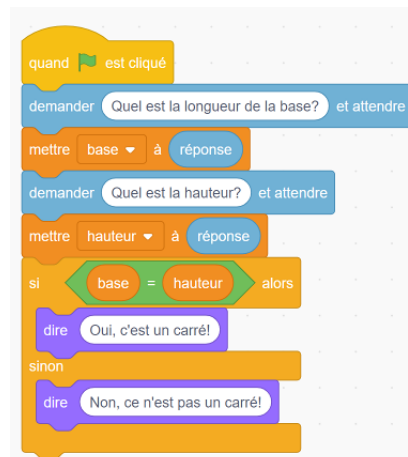 quand est cliqué
demander Quel est la longueur de la base? et attendre
mettre base à réponse
demander Quel est la hauteur? et attendre
mettre hauteur à réponse
si base = hauteur alors
dire Oui, c'est un carré!
sinon
dire Non, ce n'est pas un carré!